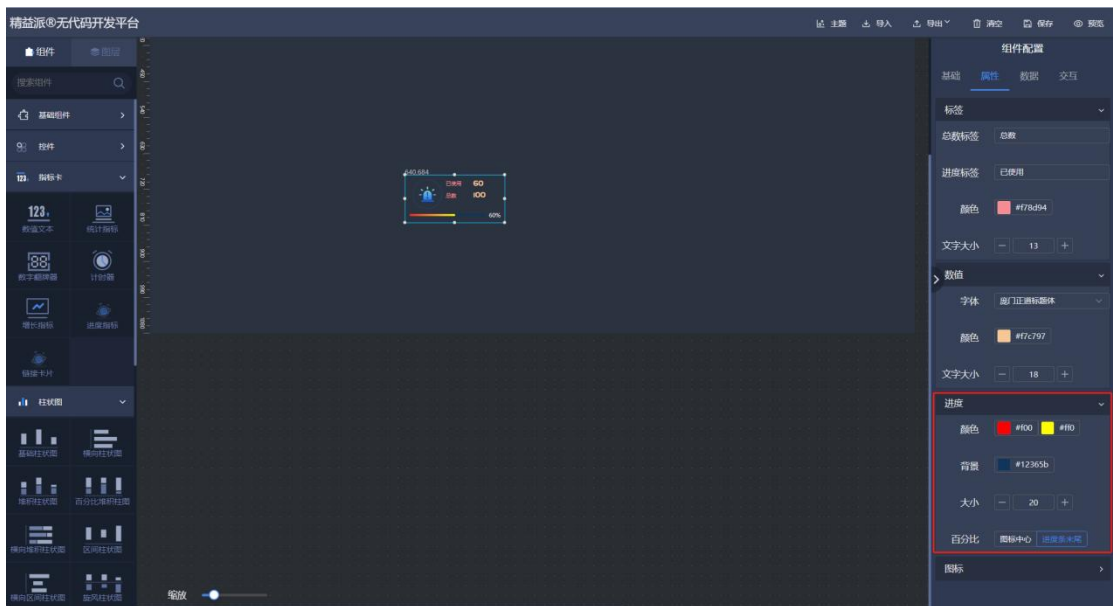 精益派®无代码开发平台
主题 导入 导出 清空 保存 预览
组件 图层
搜索组件
基础组件
控件
指标卡
数值文本 统计指标
数字翻牌器 计时器
增长指标 进度指标
链接卡片
柱状图
基础柱状图 横向柱状图
堆积柱状图 百分比堆积柱状图
横向堆积柱状图 区间柱状图
横向区间柱状图 旋风柱状图
840,684
已使用 60
总数 100
60%
缩放
组件配置
基础 属性 数据 交互
标签
总数标签 总数
进度标签 已使用
颜色 #f78d94
文字大小 − 13 +
数值
字体 庞门正道标题体
颜色 #f7c797
文字大小 − 18 +
进度
颜色 #f00 #ff0
背景 #12365b
大小 − 20 +
百分比 图标中心 进度条末尾
图标